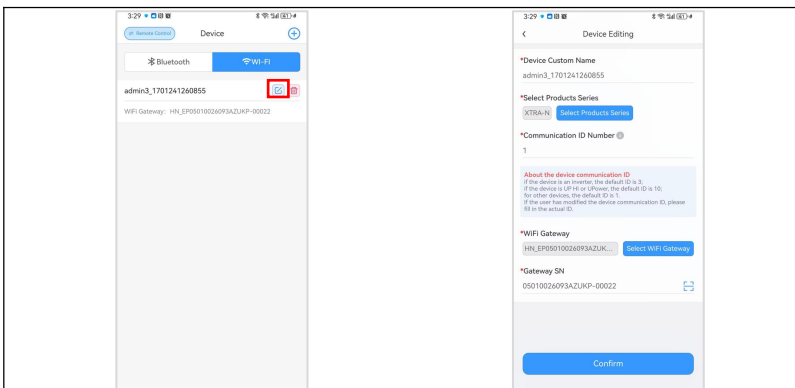 3:29
61
Remote Control
Device
Bluetooth
WI-FI
admin3_1701241260855
WiFi Gateway: HN_EP05010026093AZUKP-00022
3:29
61
Device Editing
*Device Custom Name
admin3_1701241260855
*Select Products Series
XTRA-N Select Products Series
*Communication ID Number
1
About the device communication ID
if the device is an inverter, the default ID is 3;
if the device is UP HI or UPower, the default ID is 10;
for other devices, the default ID is 1.
If the user has modified the device communication ID, please
fill in the actual ID.
*WiFi Gateway
HN_EP05010026093AZUK... Select WiFi Gateway
*Gateway SN
05010026093AZUKP-00022
Confirm